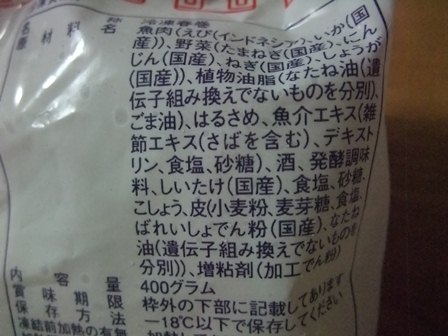 名称 冷凍春巻
原材料名 魚肉(えび(インドネシア)、いか(国
産))、野菜(たまねぎ(国産)、にん
じん(国産)、ねぎ(国産)、しょうが
(国産))、植物油脂(なたね油(遺
伝子組み換えでないものを分別)、
ごま油)、はるさめ、魚介エキス(雑
節エキス(さばを含む)、デキスト
リン、食塩、砂糖)、酒、発酵調味
料、しいたけ(国産)、食塩、砂糖、
こしょう、皮(小麦粉、麦芽糖、食塩、
ばれいしょでん粉(国産)、なたね
油(遺伝子組み換えでないものを
分別))、増粘剤(加工でん粉)
内容量 400グラム
賞味期限 枠外の下部に記載してあります
保存方法 −18℃以下で保存してください
凍結前加熱の有無